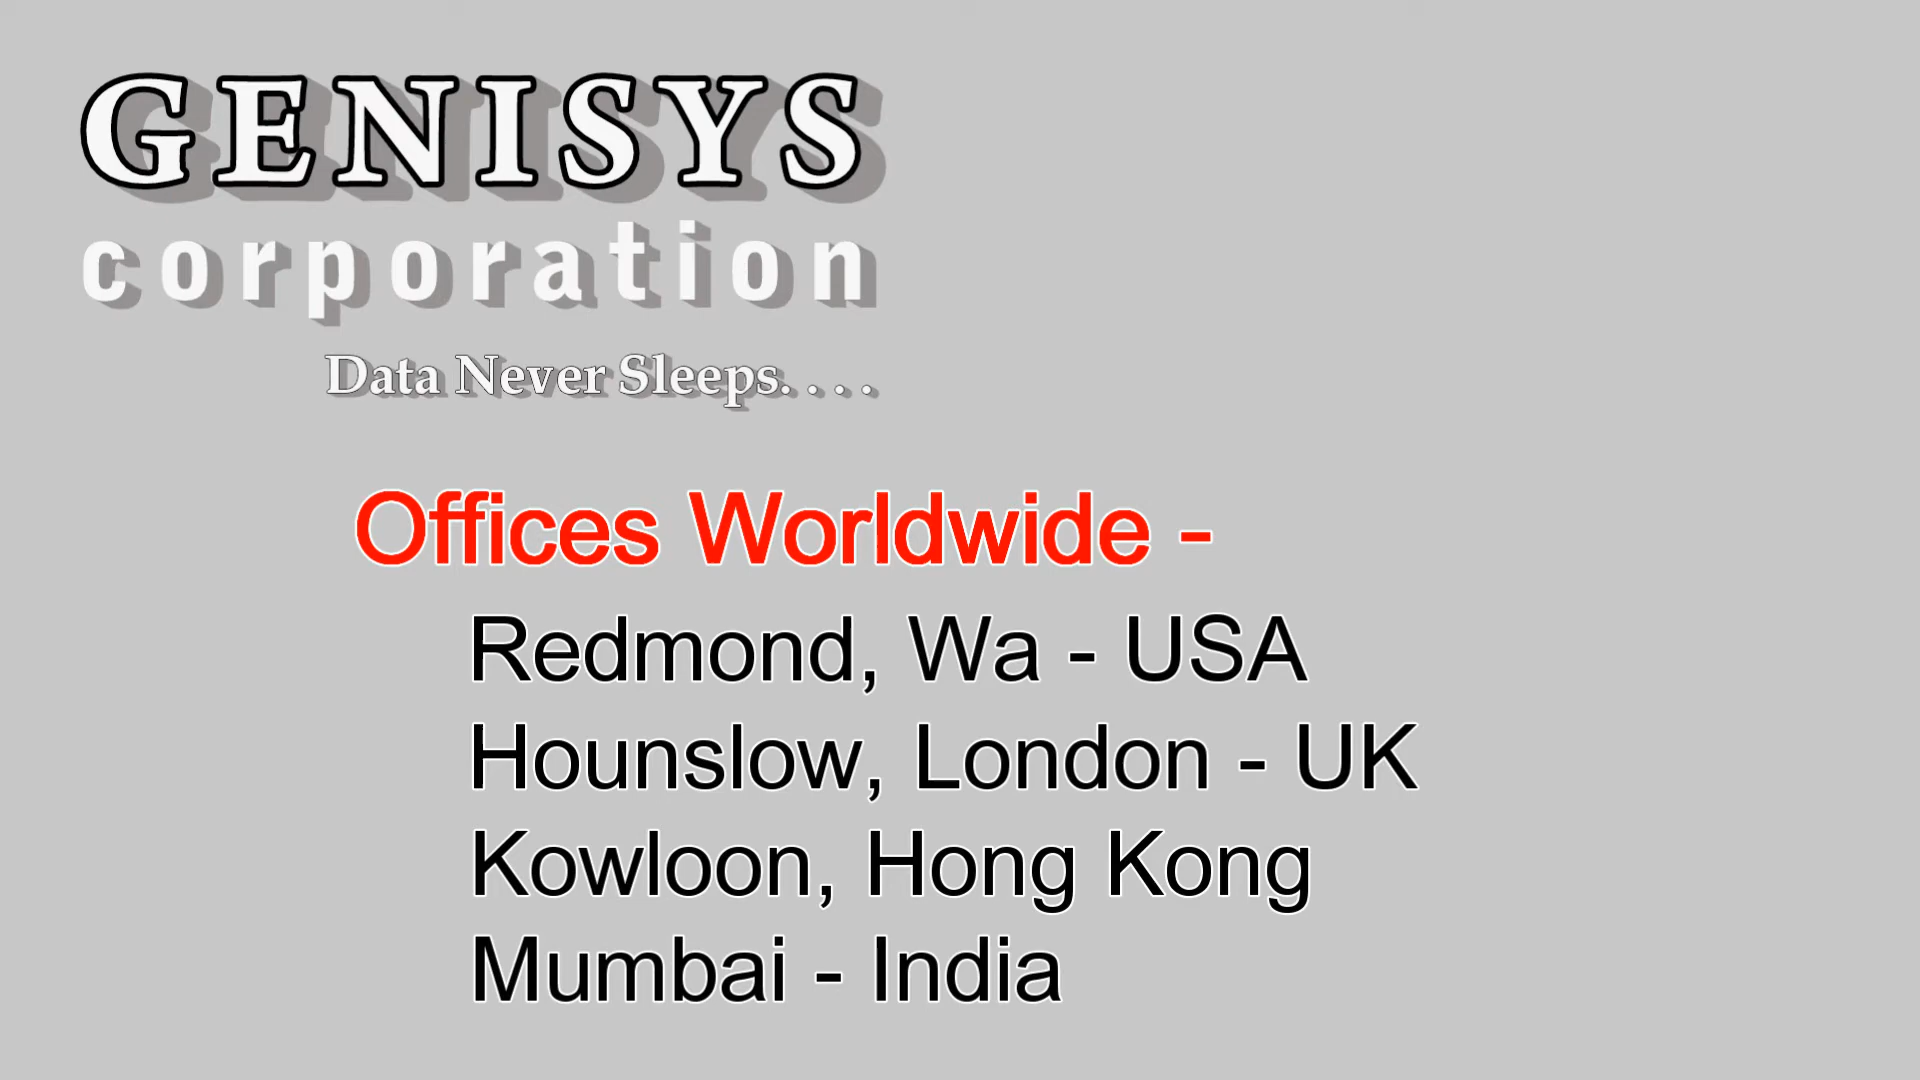 GENISYS
corporation
Data Never Sleeps. . . .
Offices Worldwide -
Redmond, Wa - USA
Hounslow, London - UK
Kowloon, Hong Kong
Mumbai - India